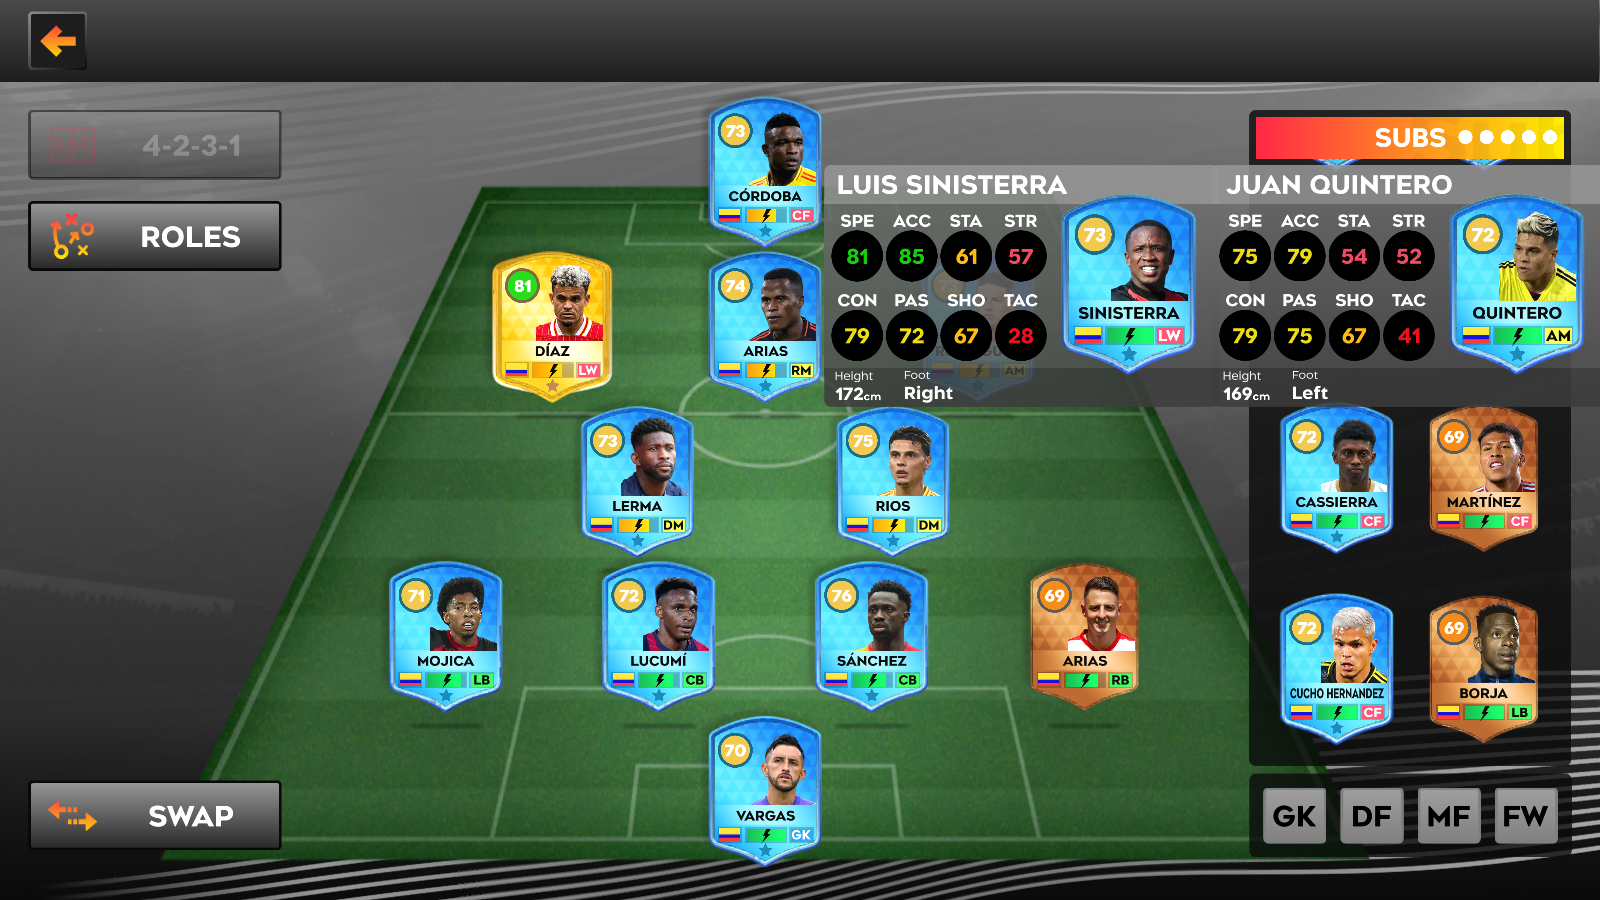 4-2-3-1
ROLES
SWAP
73
CÓRDOBA
CF
81
DÍAZ
LW
74
ARIAS
RM
73
LERMA
DM
75
RIOS
DM
71
MOJICA
LB
72
LUCUMÍ
CB
76
SÁNCHEZ
CB
69
ARIAS
RB
70
VARGAS
GK
SUBS
LUIS SINISTERRA
SPE ACC STA STR
81 85 61 57
CON PAS SHO TAC
79 72 67 28
Height Foot
172cm Right
73
SINISTERRA
LW
AM
JUAN QUINTERO
SPE ACC STA STR
75 79 54 52
CON PAS SHO TAC
79 75 67 41
Height Foot
169cm Left
72
QUINTERO
AM
72
CASSIERRA
CF
69
MARTÍNEZ
CF
72
CUCHO HERNANDEZ
CF
69
BORJA
LB
GK DF MF FW